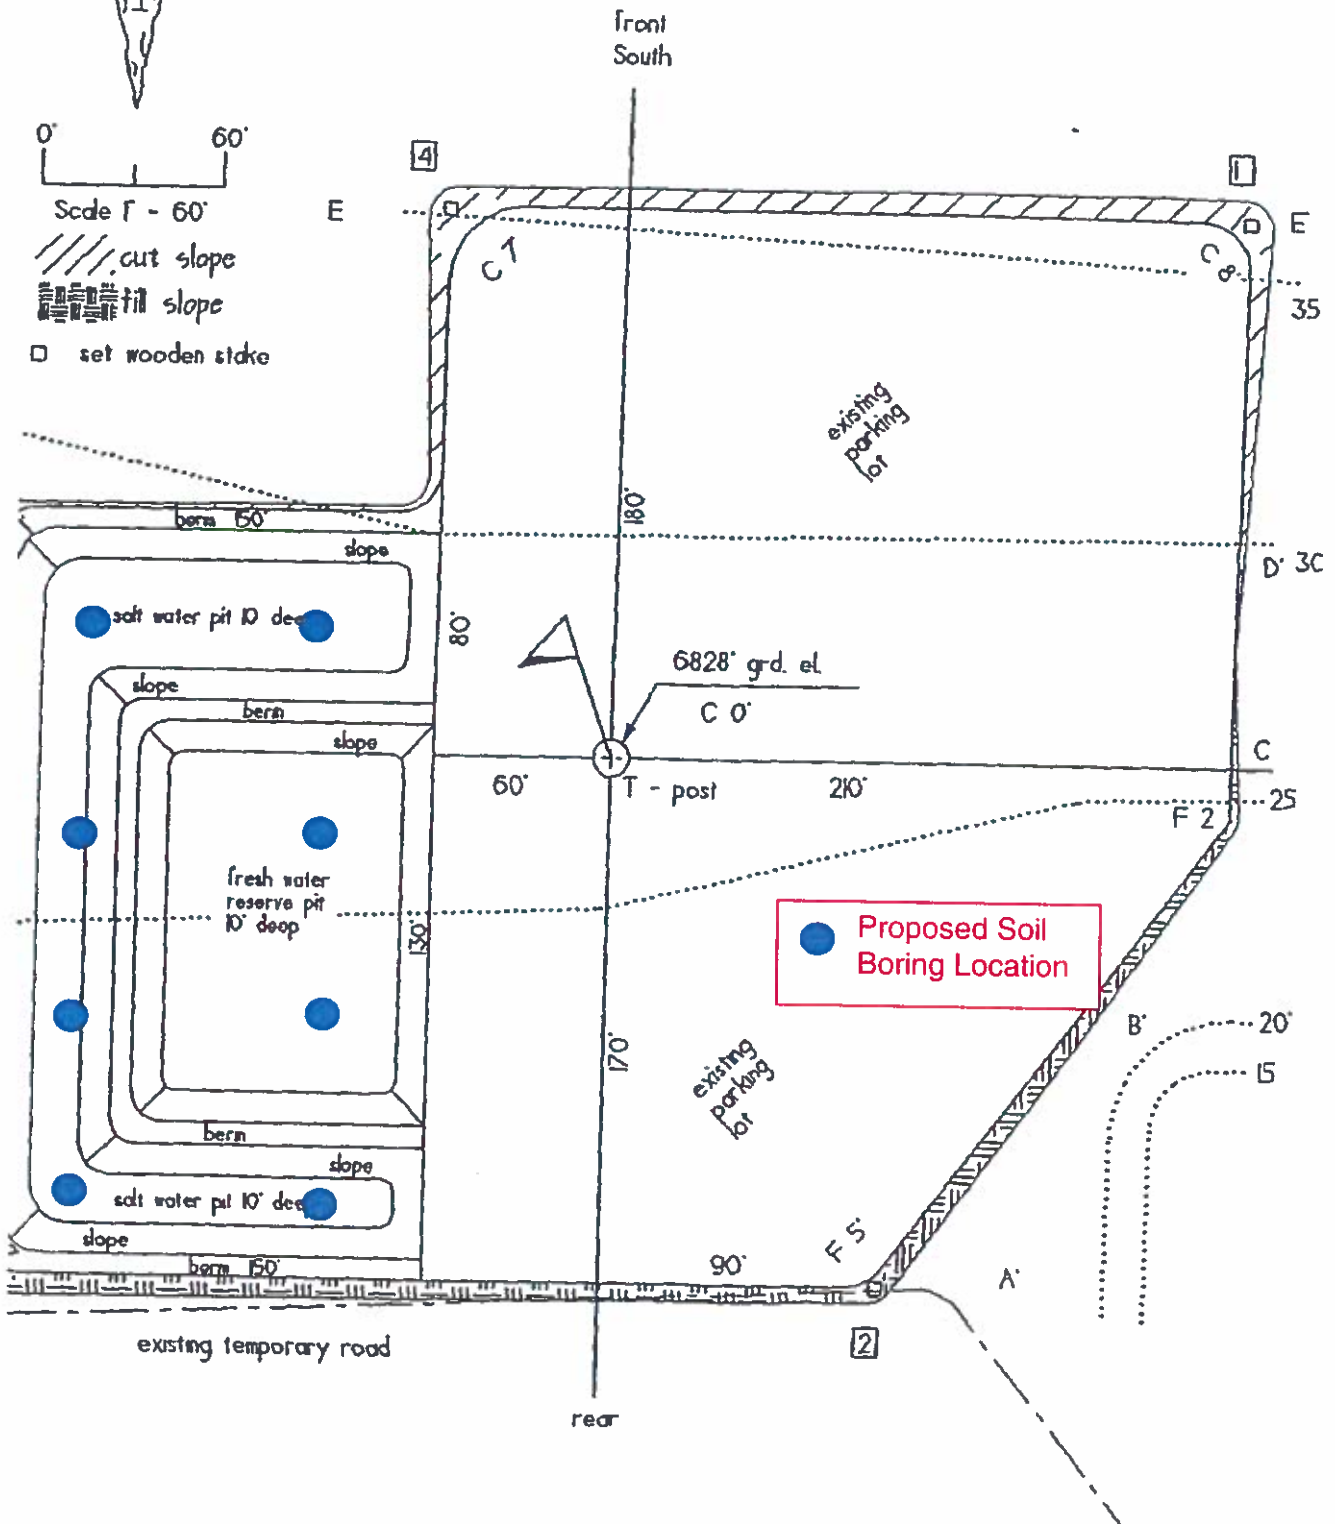 front
South
0' 60'
Scale 1" - 60'
cut slope
fill slope
set wooden stake
4
1
E
E
C 7
C 8
35
existing
parking
lot
180'
berm 150'
slope
D' 30
salt water pit 10 dee
80'
slope
berm
slope
6828' grd. el.
C 0'
C
60'
T - post
210'
25
F 2
fresh water
reserve pit
10' deep
130'
Proposed Soil
Boring Location
B'
20'
15
170'
existing
parking
lot
berm
slope
salt water pit 10' dee
slope
berm 150'
90'
F 5'
A'
existing temporary road
2
rear